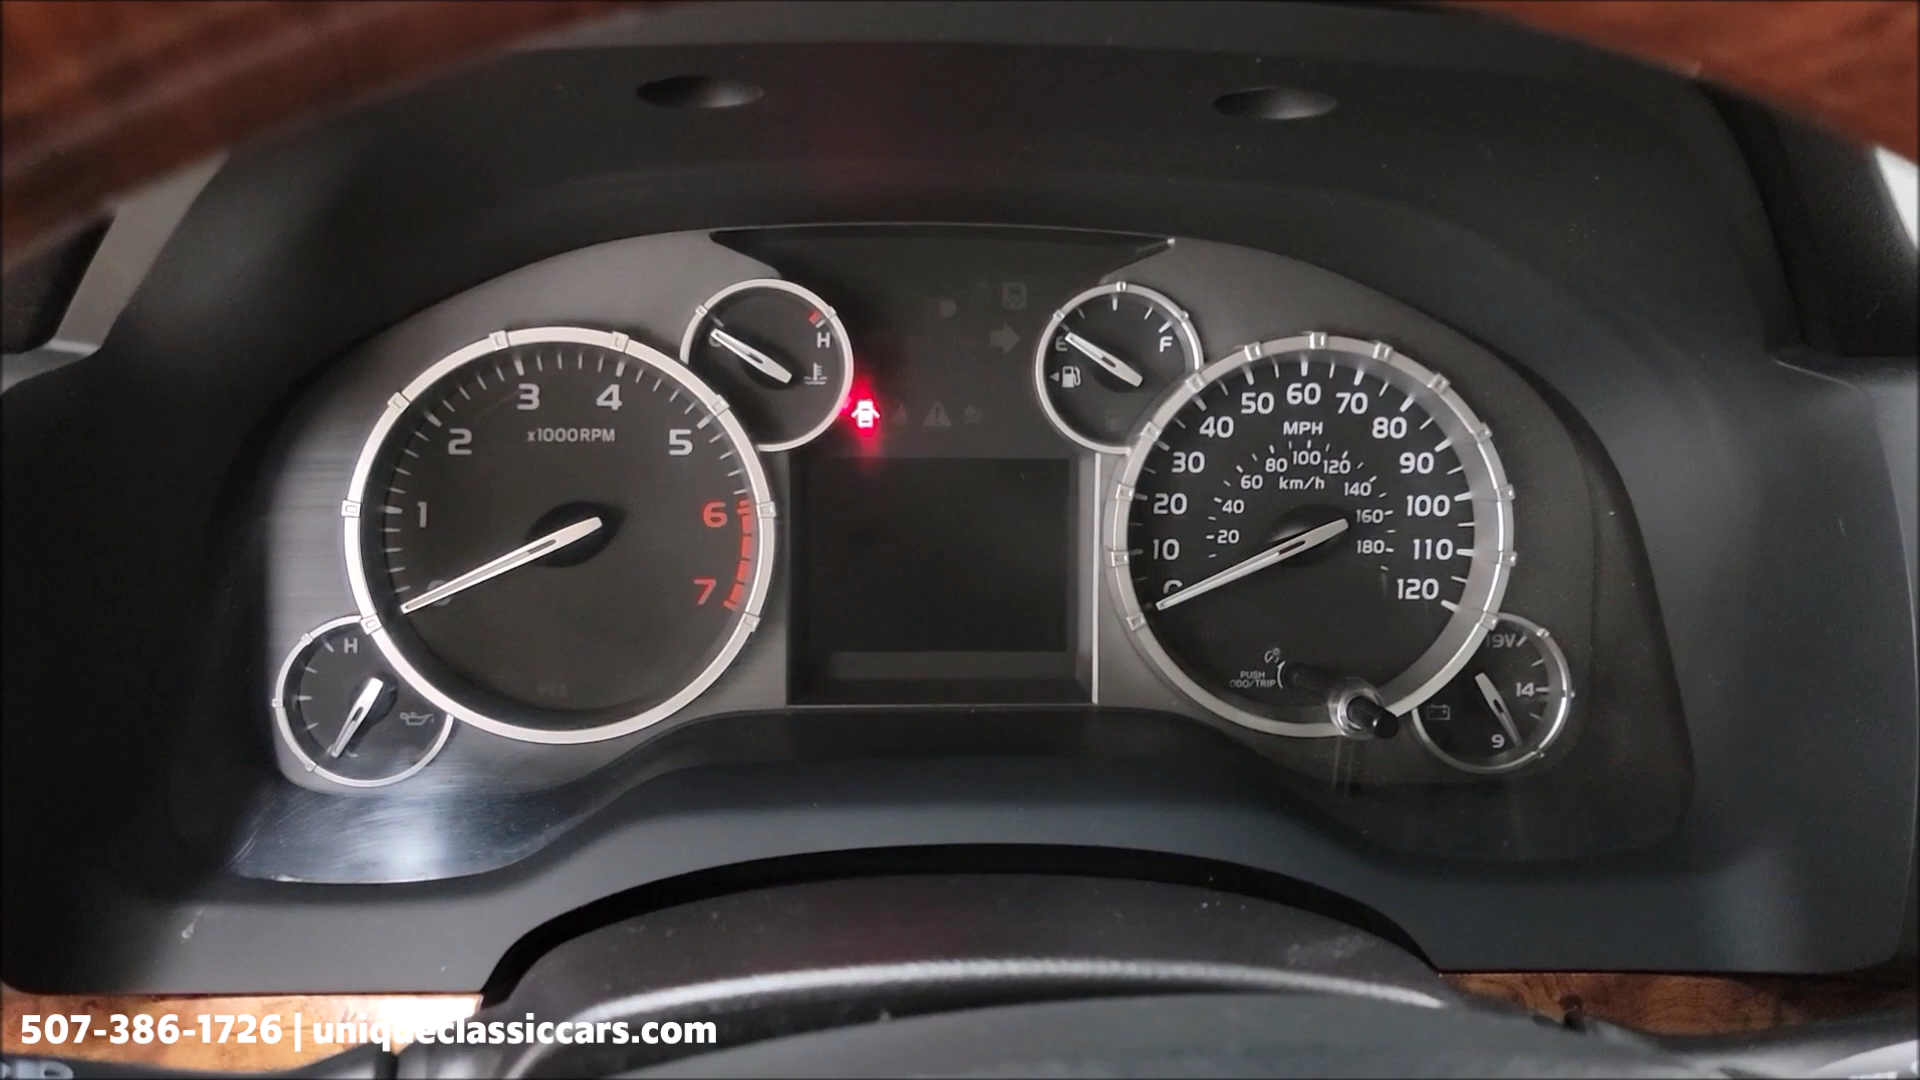 H
E
F
3
4
2
x1000RPM
5
1
6
7
H
60
50
70
MPH
40
80
100
80
120
30
60
km/h
140
90
20
40
160
100
10
20
180
110
0
120
PUSH
ODO/TRIP
19V
14
9
507-386-1726 | uniqueclassiccars.com